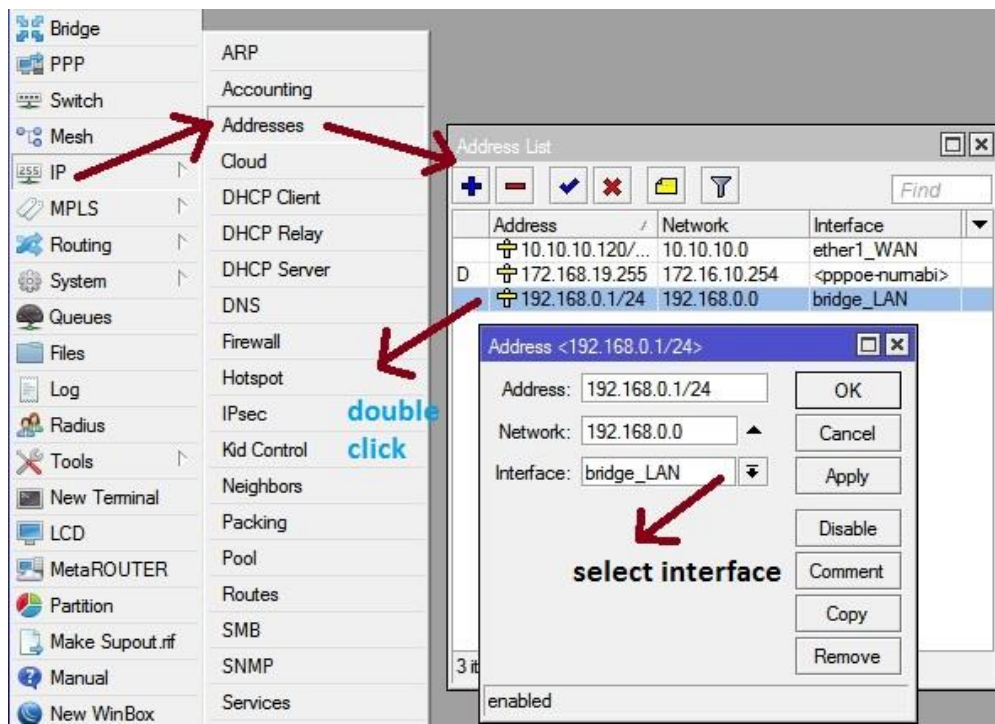 Bridge
PPP
Switch
Mesh
255 IP
MPLS
Routing
System
Queues
Files
Log
Radius
Tools
New Terminal
LCD
MetaROUTER
Partition
Make Supout.rif
Manual
New WinBox
ARP
Accounting
Addresses
Cloud
DHCP Client
DHCP Relay
DHCP Server
DNS
Firewall
Hotspot
IPsec
Kid Control
Neighbors
Packing
Pool
Routes
SMB
SNMP
Services
double
click
Address List
Find
Address Network Interface
10.10.10.120/... 10.10.10.0 ether1_WAN
D 172.168.19.255 172.16.10.254 <pppoe-numabi>
192.168.0.1/24 192.168.0.0 bridge_LAN
Address <192.168.0.1/24>
Address: 192.168.0.1/24
Network: 192.168.0.0
Interface: bridge_LAN
OK
Cancel
Apply
Disable
Comment
Copy
Remove
select interface
3 it
enabled